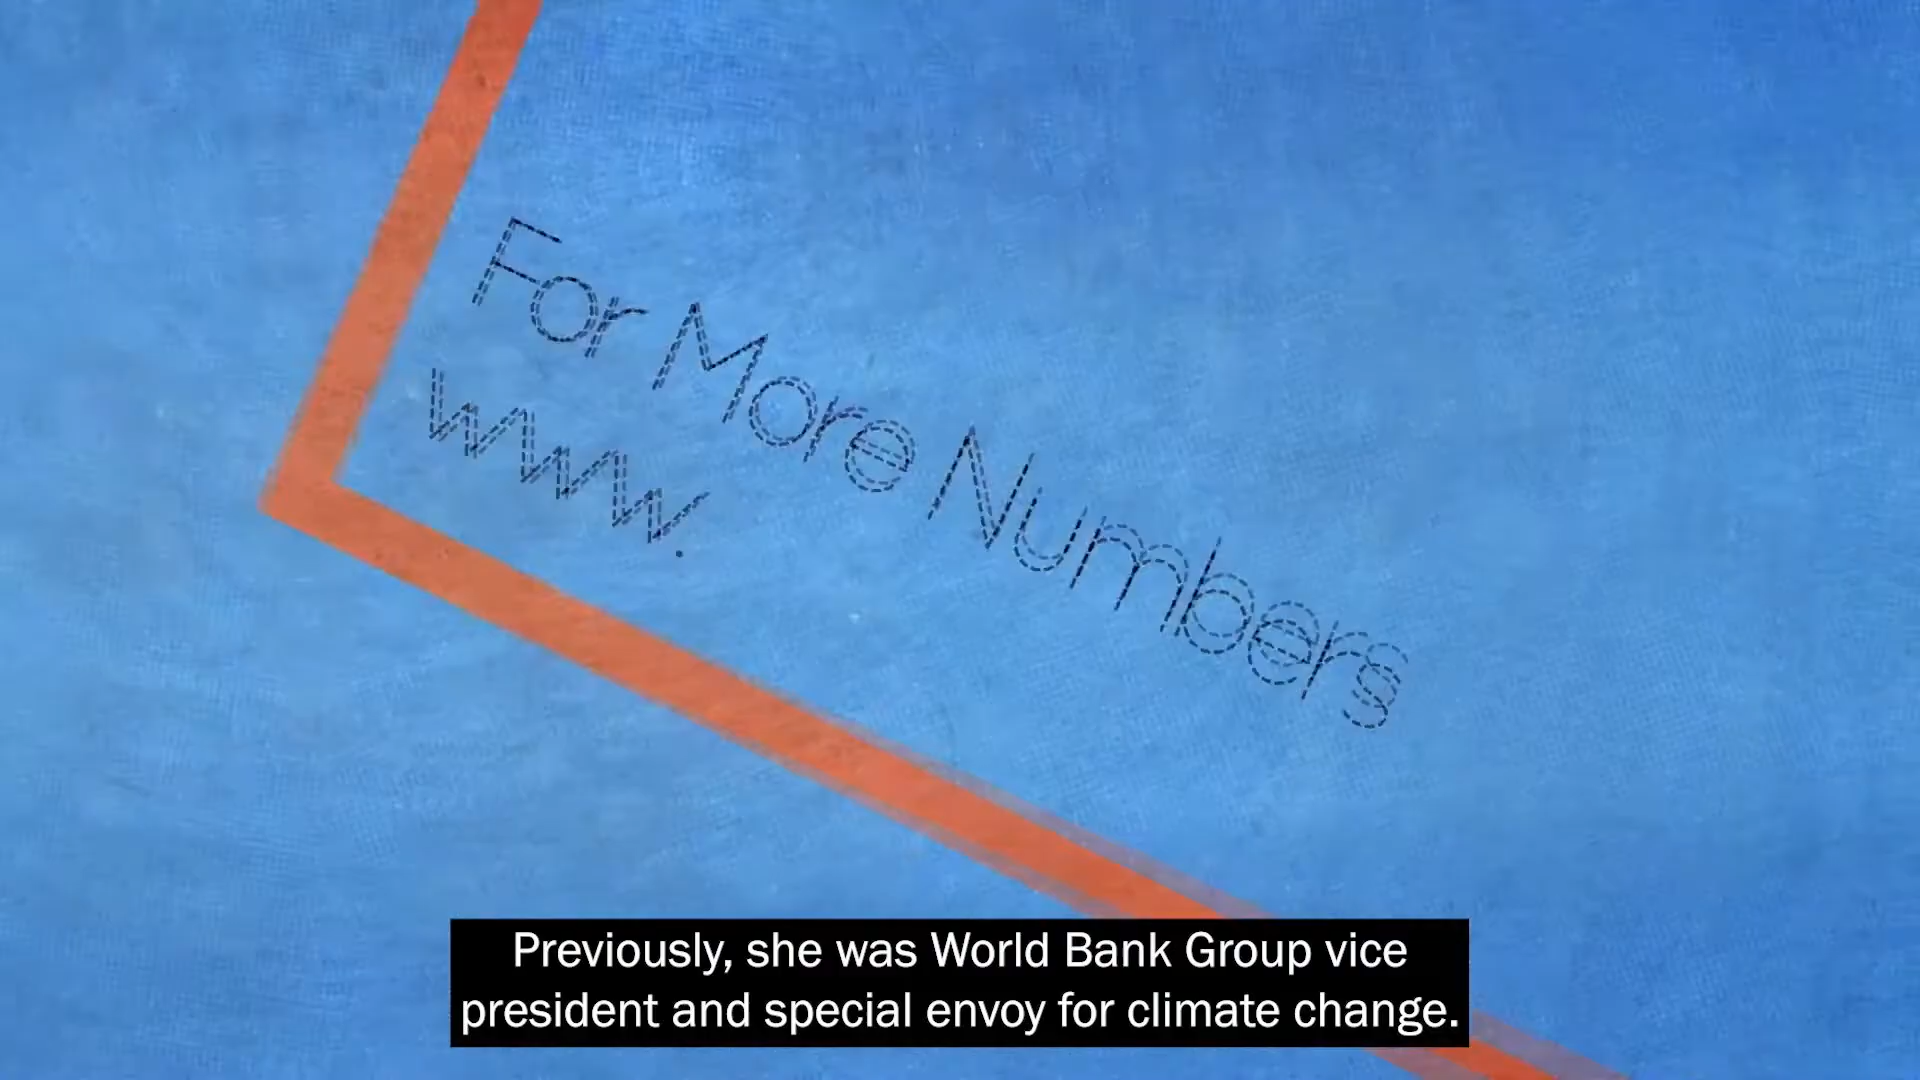 For More Numbers
www.
Previously, she was World Bank Group vice
president and special envoy for climate change.